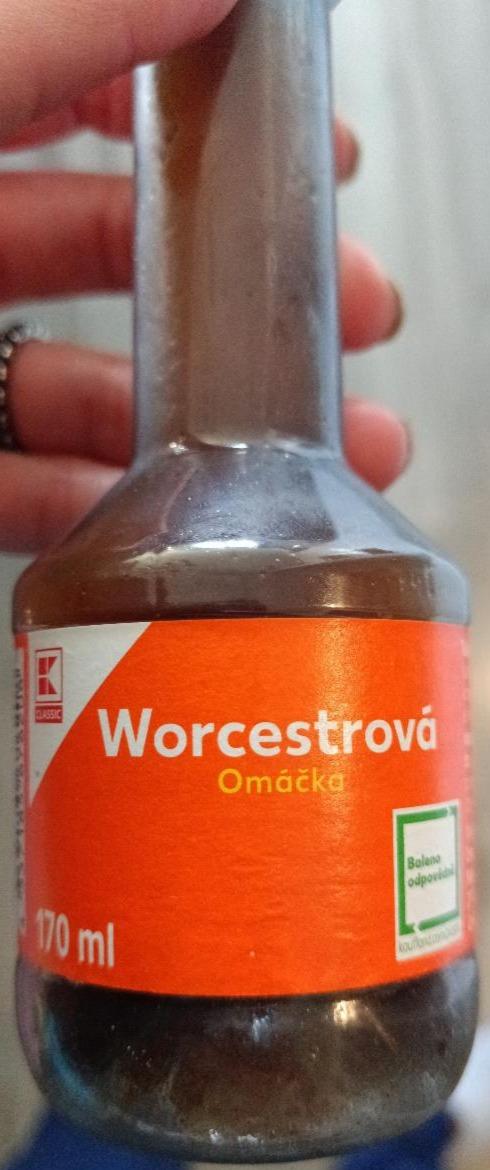 K
CLASSIC
Worcestrová
Omáčka
Baleno
odpovědně
170 ml